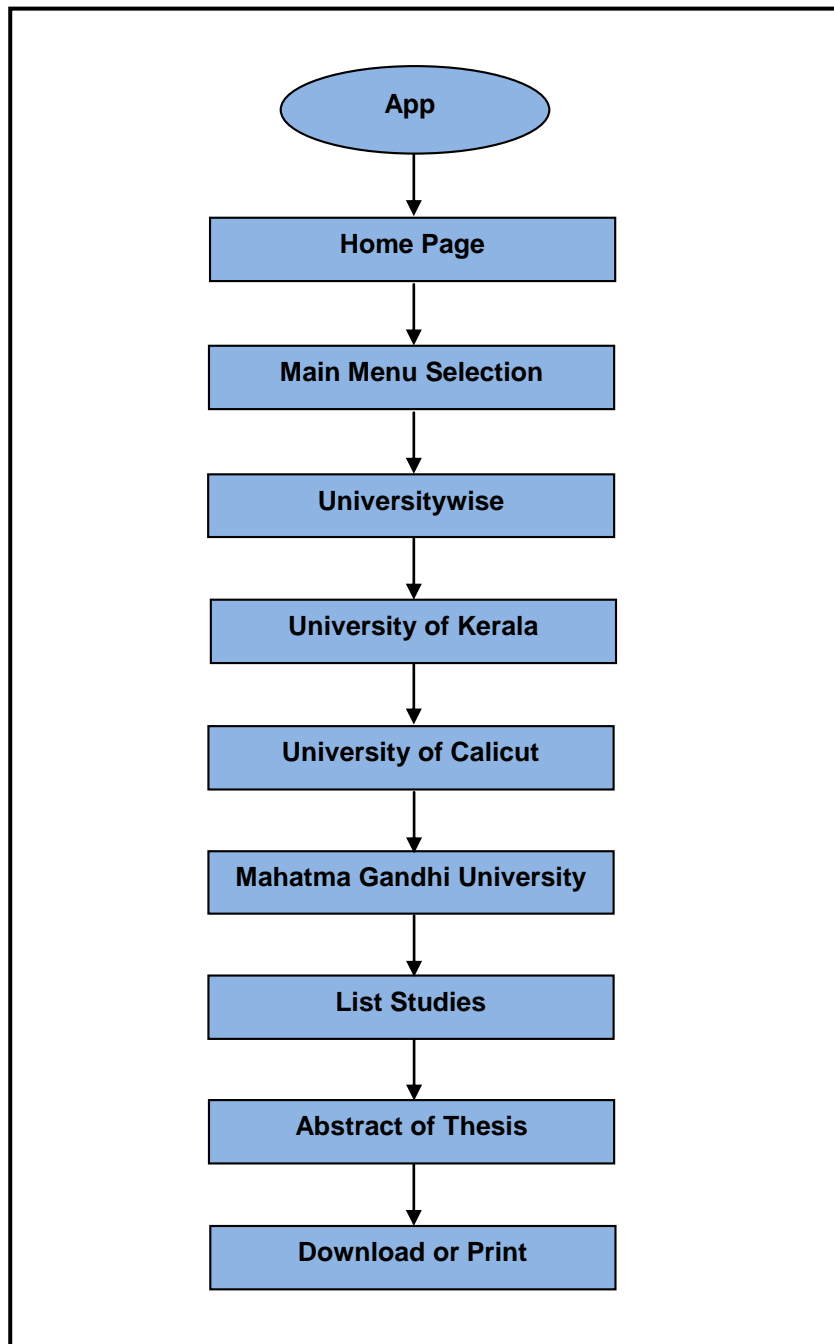 App
Home Page
Main Menu Selection
Universitywise
University of Kerala
University of Calicut
Mahatma Gandhi University
List Studies
Abstract of Thesis
Download or Print